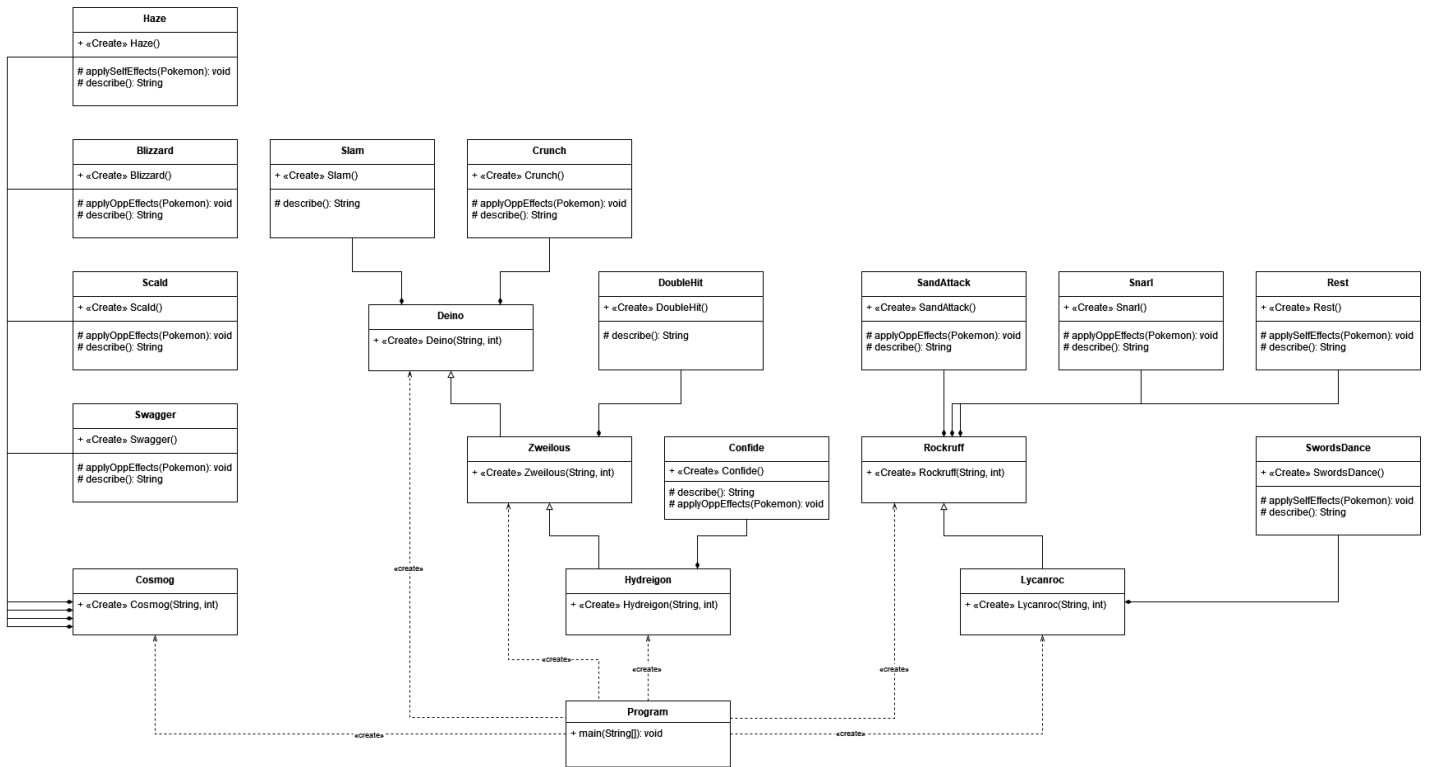 Haze
+ «Create» Haze()
# applySelfEffects(Pokemon): void
# describe(): String
Blizzard
+ «Create» Blizzard()
# applyOppEffects(Pokemon): void
# describe(): String
Slam
+ «Create» Slam()
# describe(): String
Crunch
+ «Create» Crunch()
# applyOppEffects(Pokemon): void
# describe(): String
Scald
+ «Create» Scald()
# applyOppEffects(Pokemon): void
# describe(): String
Deino
+ «Create» Deino(String, int)
DoubleHit
+ «Create» DoubleHit()
# describe(): String
SandAttack
+ «Create» SandAttack()
# applyOppEffects(Pokemon): void
# describe(): String
Snarl
+ «Create» Snarl()
# applyOppEffects(Pokemon): void
# describe(): String
Rest
+ «Create» Rest()
# applySelfEffects(Pokemon): void
# describe(): String
Swagger
+ «Create» Swagger()
# applyOppEffects(Pokemon): void
# describe(): String
Zweilous
+ «Create» Zweilous(String, int)
Confide
+ «Create» Confide()
# describe(): String
# applyOppEffects(Pokemon): void
Rockruff
+ «Create» Rockruff(String, int)
SwordsDance
+ «Create» SwordsDance()
# applySelfEffects(Pokemon): void
# describe(): String
Cosmog
+ «Create» Cosmog(String, int)
«create»
Hydreigon
+ «Create» Hydreigon(String, int)
Lycanroc
+ «Create» Lycanroc(String, int)
«create»
«create»
«create»
Program
+ main(String[]): void
«create»
«create»